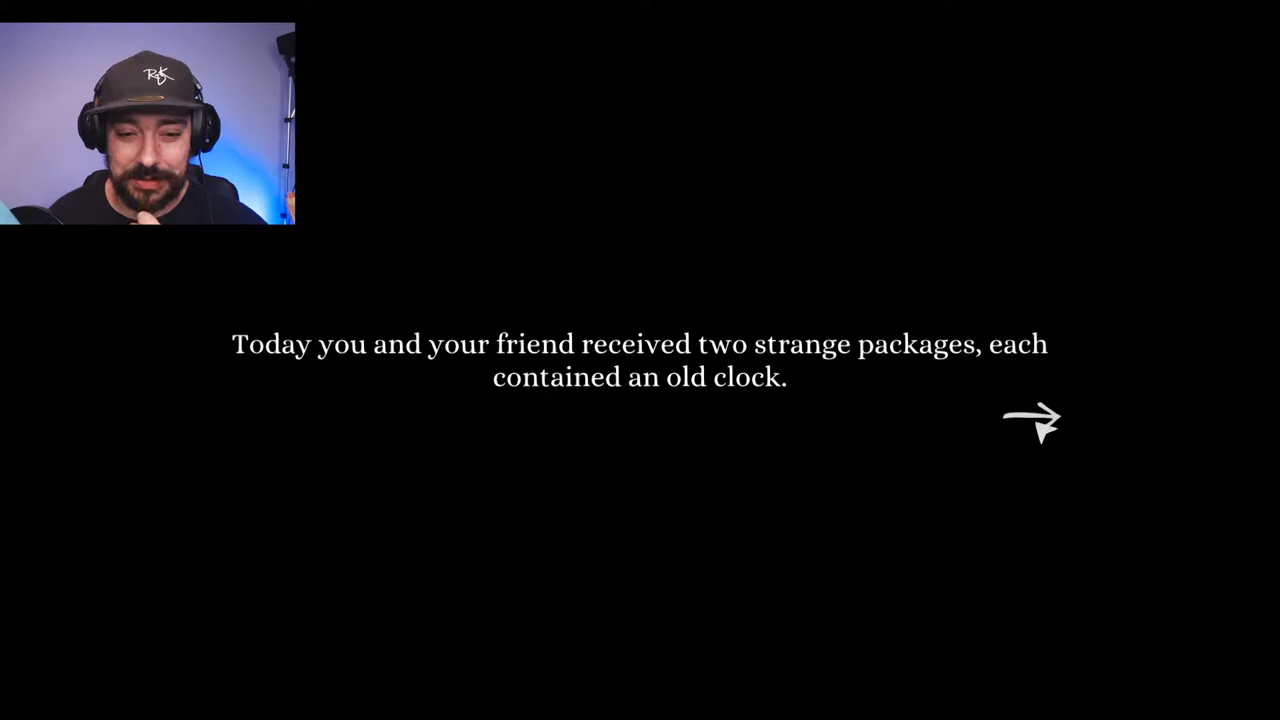 Today you and your friend received two strange packages, each
contained an old clock.